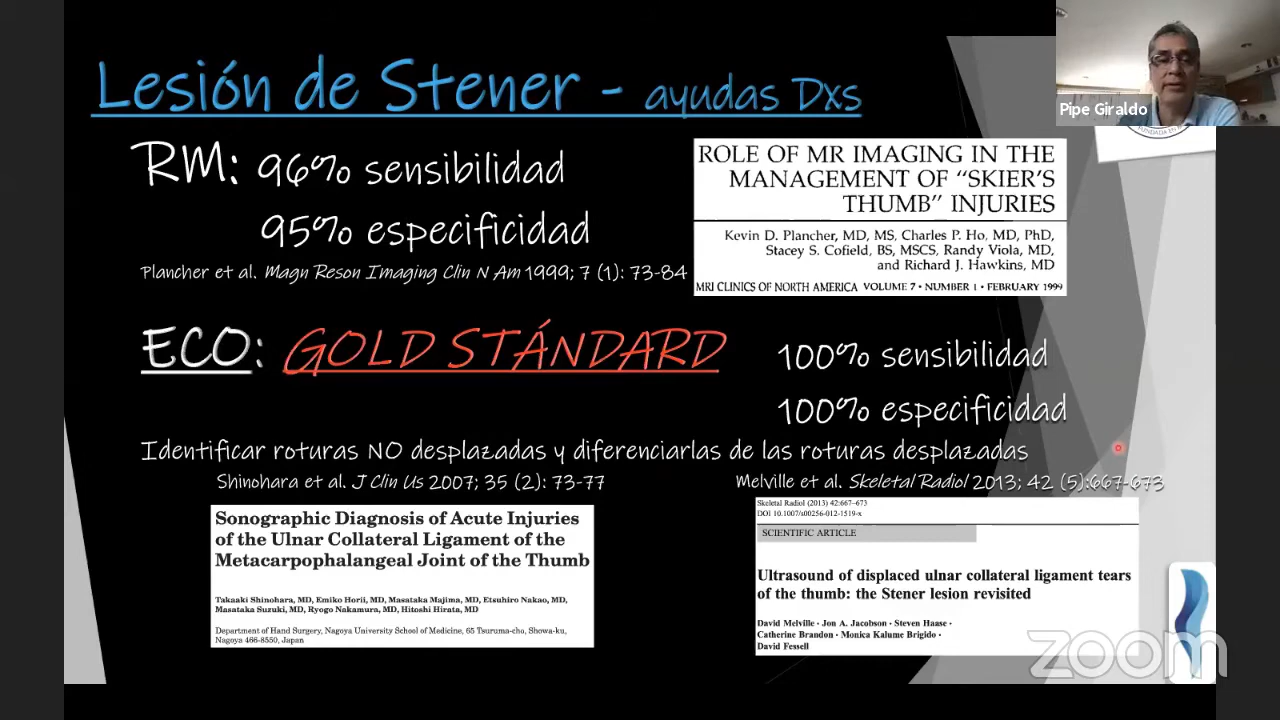 Lesión de Stener - ayudas Dxs
Pipe Giraldo
RM: 96% sensibilidad
95% especificidad
Plancher et al. Magn Reson Imaging Clin N Am 1999; 7 (1): 73-84
ROLE OF MR IMAGING IN THE
MANAGEMENT OF “SKIER’S
THUMB” INJURIES
Kevin D. Plancher, MD, MS, Charles P. Ho, MD, PhD,
Stacey S. Cofield, BS, MSCS, Randy Viola, MD,
and Richard J. Hawkins, MD
MRI CLINICS OF NORTH AMERICA VOLUME 7 • NUMBER 1 • FEBRUARY 1999
ECO: GOLD STÁNDARD
100% sensibilidad
100% especificidad
Identificar roturas NO desplazadas y diferenciarlas de las roturas desplazadas
Shinohara et al. J Clin Us 2007; 35 (2): 73-77
Sonographic Diagnosis of Acute Injuries
of the Ulnar Collateral Ligament of the
Metacarpophalangeal Joint of the Thumb
Takaaki Shinohara, MD, Emiko Horii, MD, Masataka Majima, MD, Etsuhiro Nakao, MD,
Masataka Suzuki, MD, Ryogo Nakamura, MD, Hitoshi Hirata, MD
Department of Hand Surgery, Nagoya University School of Medicine, 65 Tsuruma-cho, Showa-ku,
Nagoya 466-8550, Japan
Melville et al. Skeletal Radiol 2013; 42 (5):667-673
Skeletal Radiol (2013) 42:667–673
DOI 10.1007/s00256-012-1519-x
SCIENTIFIC ARTICLE
Ultrasound of displaced ulnar collateral ligament tears
of the thumb: the Stener lesion revisited
David Melville • Jon A. Jacobson • Steven Haase •
Catherine Brandon • Monica Kalume Brigido •
David Fessell
zoom